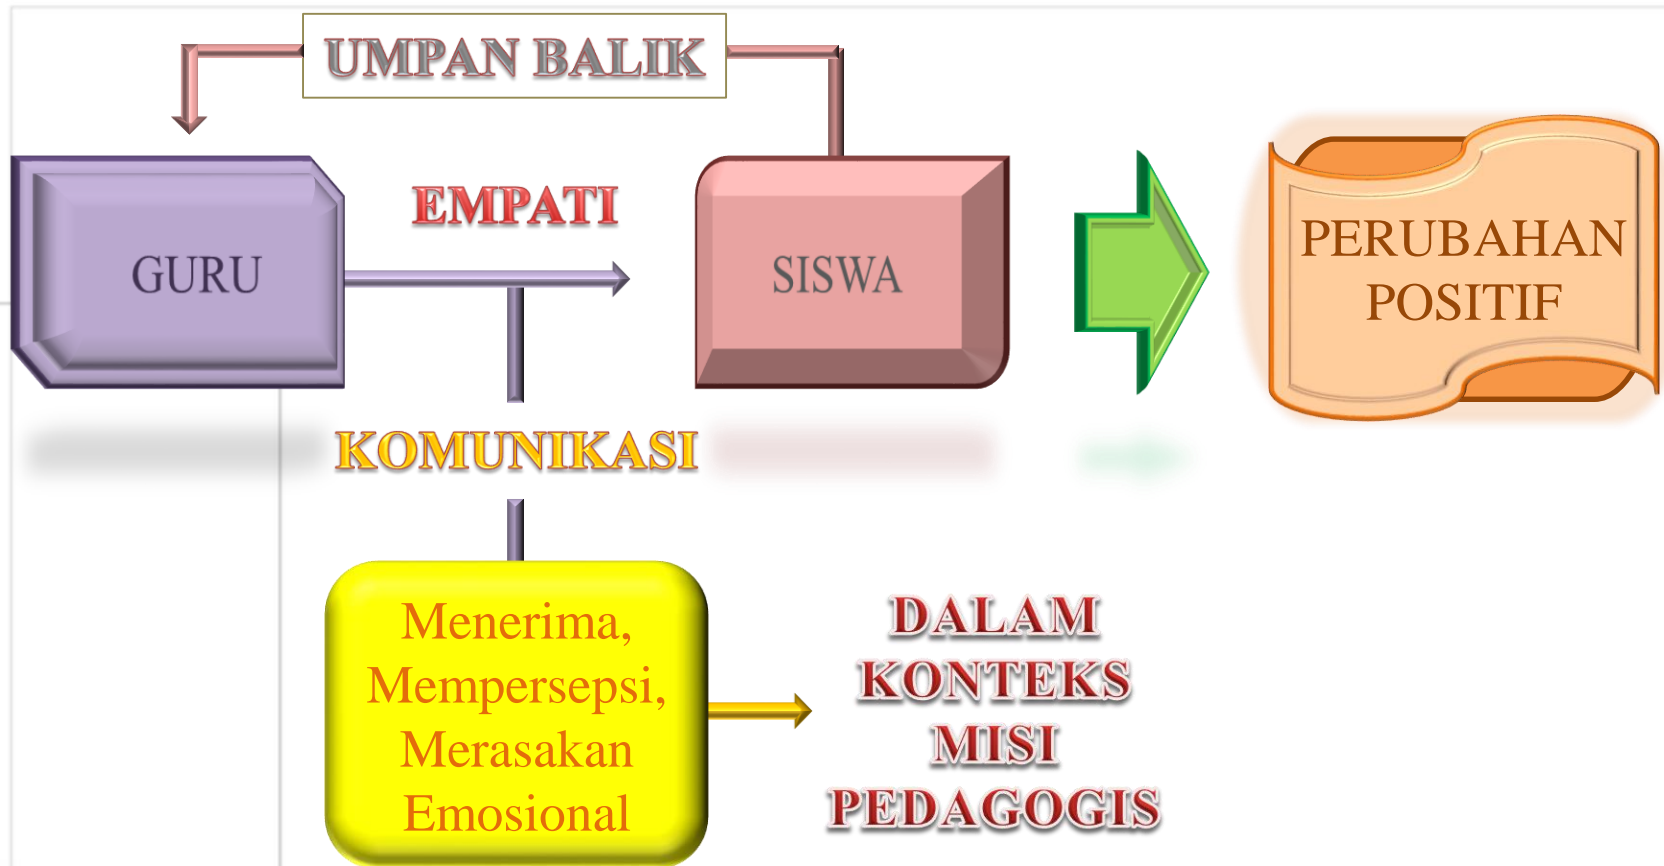 UMPAN BALIK
GURU
EMPATI
SISWA
PERUBAHAN
POSITIF
KOMUNIKASI
Menerima,
Mempersepsi,
Merasakan
Emosional
DALAM
KONTEKS
MISI
PEDAGOGIS